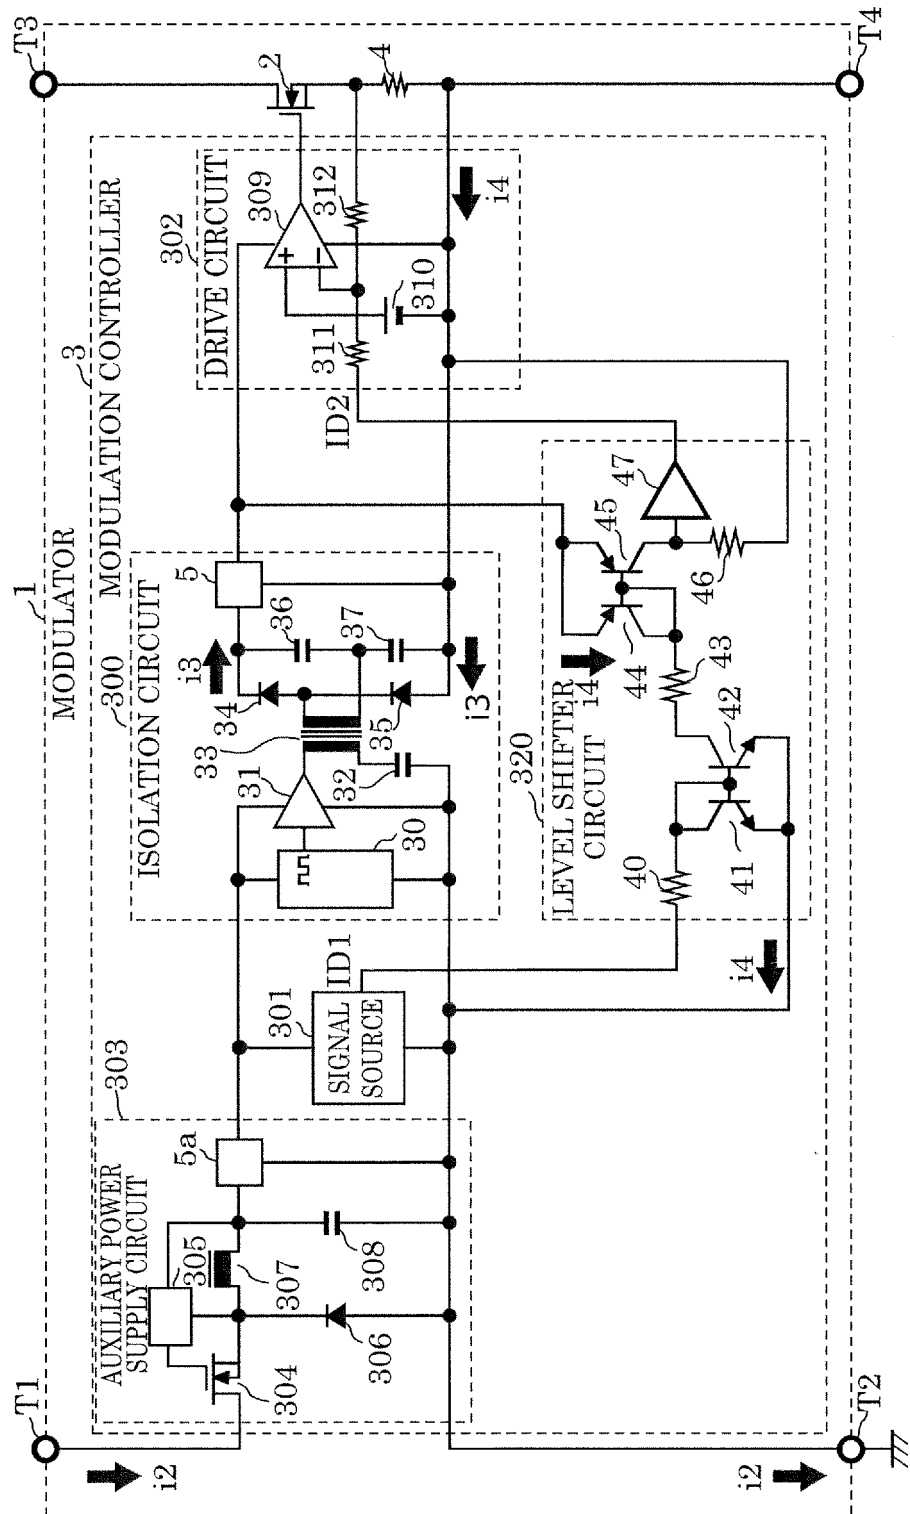 1
MODULATOR
3
MODULATION CONTROLLER
T1
T3
i2
303
AUXILIARY POWER
SUPPLY CIRCUIT
305
304
307
306
308
5a
301
SIGNAL
SOURCE
ID1
300
ISOLATION CIRCUIT
30
31
32
33
34
35
36
37
5
i3
i3
302
DRIVE CIRCUIT
309
312
311
310
ID2
2
4
i4
320
LEVEL SHIFTER
CIRCUIT
40
41
42
43
44
45
46
47
i4
i4
i2
T2
T4